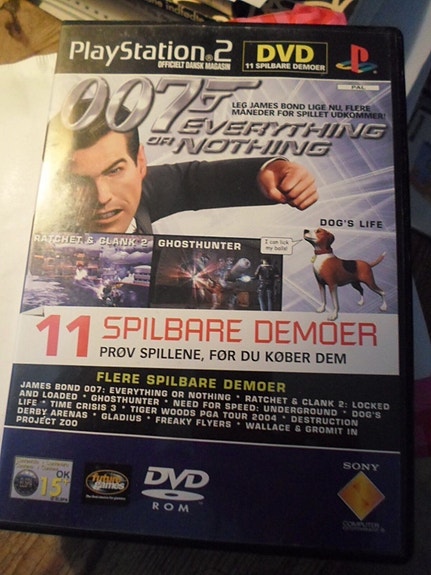 PlayStation®2
OFFICIELT DANSK MAGASIN
DVD
11 SPILBARE DEMOER
PAL
007
LEG JAMES BOND LIGE NU, FLERE
MÅNEDER FØR SPILLET UDKOMMER!
EVERYTHING
OR NOTHING
DOG'S LIFE
RATCHET & CLANK 2
GHOSTHUNTER
I can lick
my balls!
11 SPILBARE DEMOER
PRØV SPILLENE, FØR DU KØBER DEM
FLERE SPILBARE DEMOER
JAMES BOND 007: EVERYTHING OR NOTHING * RATCHET & CLANK 2: LOCKED
AND LOADED * GHOSTHUNTER * NEED FOR SPEED: UNDERGROUND * DOG'S
LIFE * TIME CRISIS 3 * TIGER WOODS PGA TOUR 2004 * DESTRUCTION
DERBY ARENAS * GLADIUS * FREAKY FLYERS * WALLACE & GROMIT IN
PROJECT ZOO
SONY
OK
15+
future
games
DVD
ROM
COMPUTER